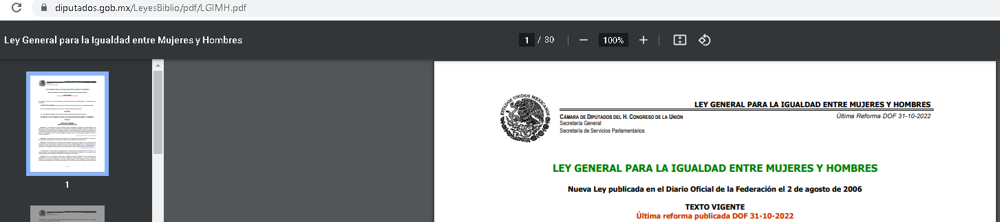 diputados.gob.mx/LeyesBiblio/pdf/LGIMH.pdf
Ley General para la Igualdad entre Mujeres y Hombres
1 / 30
100%
1
ESTADOS UNIDOS MEXICANOS
LEY GENERAL PARA LA IGUALDAD ENTRE MUJERES Y HOMBRES
CÁMARA DE DIPUTADOS DEL H. CONGRESO DE LA UNIÓN
Última Reforma DOF 31-10-2022
Secretaría General
Secretaría de Servicios Parlamentarios
LEY GENERAL PARA LA IGUALDAD ENTRE MUJERES Y HOMBRES
Nueva Ley publicada en el Diario Oficial de la Federación el 2 de agosto de 2006
TEXTO VIGENTE
Última reforma publicada DOF 31-10-2022